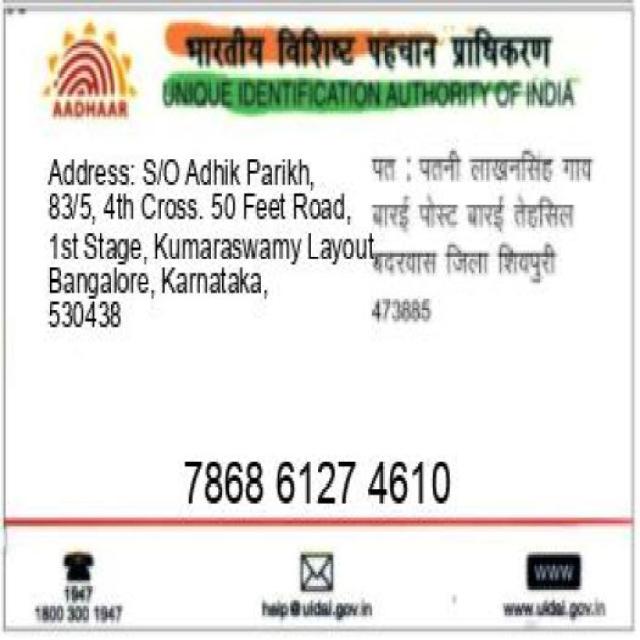 भारतीय विशिष्ट पहचान प्राधिकरण
AADHAAR
UNIQUE IDENTIFICATION AUTHORITY OF INDIA
Address: S/O Adhik Parikh,
83/5, 4th Cross. 50 Feet Road,
1st Stage, Kumaraswamy Layout,
Bangalore, Karnataka,
530438
पत : पतनी लाखनसिंह गाय
बारई पोस्ट बारई तेहसिल
बदरवास जिला शिवपुरी
473885
7868 6127 4610
1947
1800 300 1947
help@uidai.gov.in
www
www.uidai.gov.in